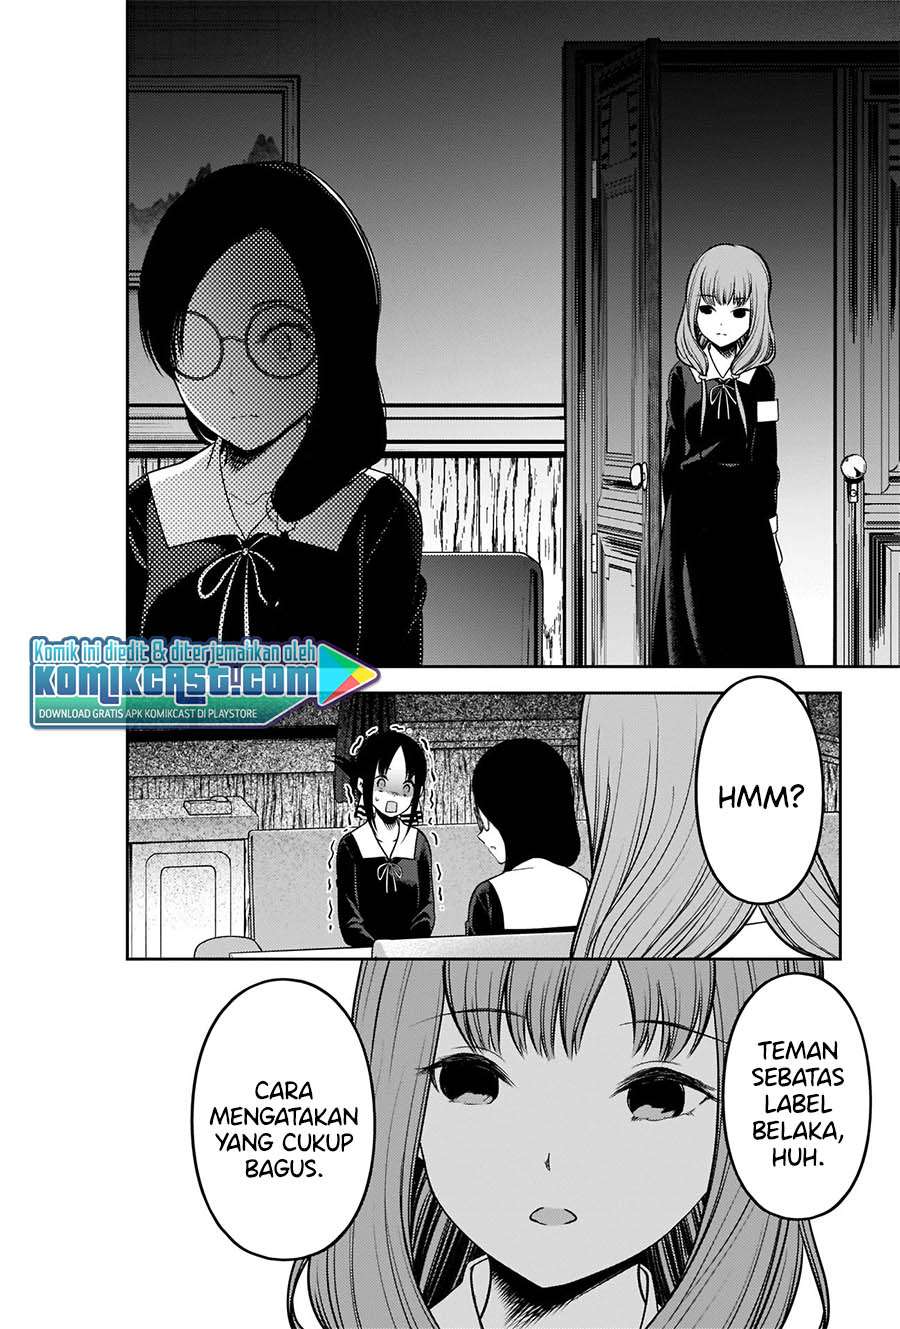 Komik ini diedit & diterjemahkan oleh
KOMIKCAST.COM
DOWNLOAD GRATIS APK KOMIKCAST DI PLAYSTORE
HMM?
TEMAN
SEBATAS
LABEL
BELAKA,
HUH.
CARA
MENGATAKAN
YANG CUKUP
BAGUS.